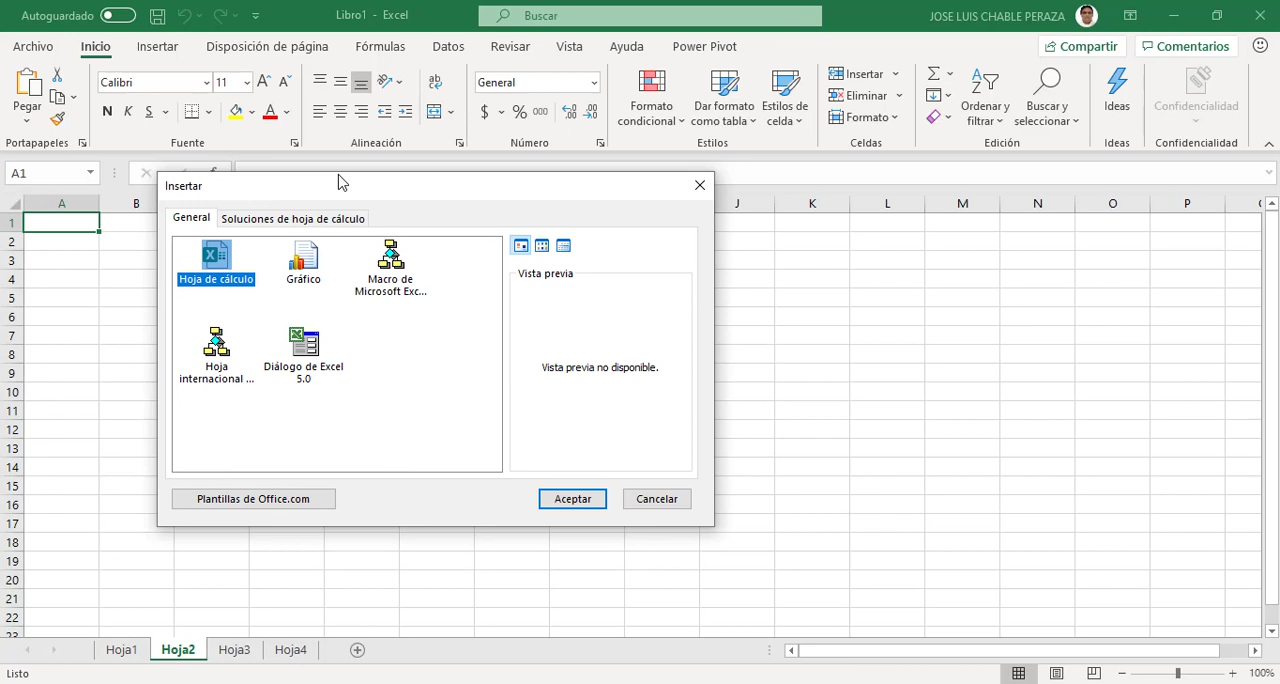 Autoguardado
Libro1 - Excel
Buscar
JOSE LUIS CHABLE PERAZA
Archivo
Inicio
Insertar
Disposición de página
Fórmulas
Datos
Revisar
Vista
Ayuda
Power Pivot
Compartir
Comentarios
Pegar
Calibri
11
N K S
General
$ % 000
Formato
condicional
Dar formato
como tabla
Estilos de
celda
Insertar
Eliminar
Formato
Ordenar y
filtrar
Buscar y
seleccionar
Ideas
Confidencialidad
Portapapeles
Fuente
Alineación
Número
Estilos
Celdas
Edición
Ideas
Confidencialidad
A1
A B J K L M N O P
Insertar
General
Soluciones de hoja de cálculo
Hoja de cálculo
Gráfico
Macro de
Microsoft Exc...
Hoja
internacional ...
Diálogo de Excel
5.0
Vista previa
Vista previa no disponible.
Plantillas de Office.com
Aceptar
Cancelar
1
2
3
4
5
6
7
8
9
10
11
12
13
14
15
16
17
18
19
20
21
22
23
Hoja1
Hoja2
Hoja3
Hoja4
Listo
100%